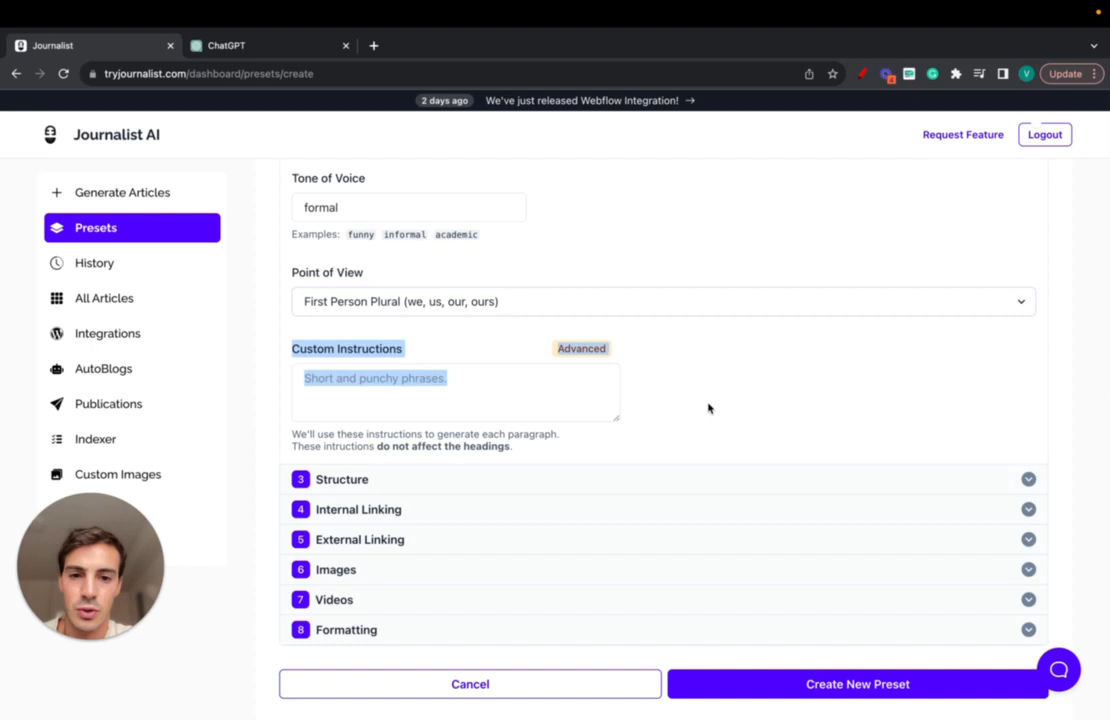 Journalist
ChatGPT
tryjournalist.com/dashboard/presets/create
V
Update
2 days ago We've just released Webflow Integration! →
Journalist AI
Request Feature
Logout
Generate Articles
Presets
History
All Articles
Integrations
AutoBlogs
Publications
Indexer
Custom Images
Tone of Voice
formal
Examples: funny informal academic
Point of View
First Person Plural (we, us, our, ours)
Custom Instructions Advanced
Short and punchy phrases.
We'll use these instructions to generate each paragraph.
These intructions do not affect the headings.
3 Structure
4 Internal Linking
5 External Linking
6 Images
7 Videos
8 Formatting
Cancel
Create New Preset